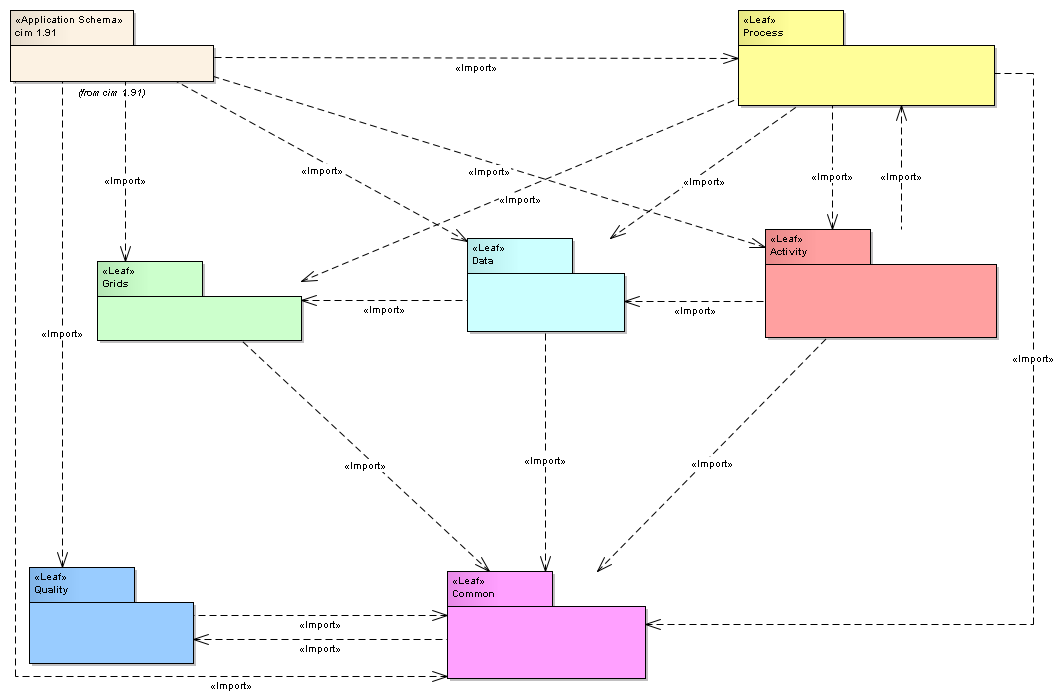 «Application Schema»
cim 1.91
(from cim 1.91)
«Leaf»
Process
«Import»
«Import»
«Import»
«Import»
«Import»
«Import»
«Import»
«Import»
«Import»
«Leaf»
Data
«Leaf»
Activity
«Leaf»
Grids
«Import»
«Import»
«Import»
«Import»
«Import»
«Import»
«Import»
«Leaf»
Quality
«Leaf»
Common
«Import»
«Import»
«Import»